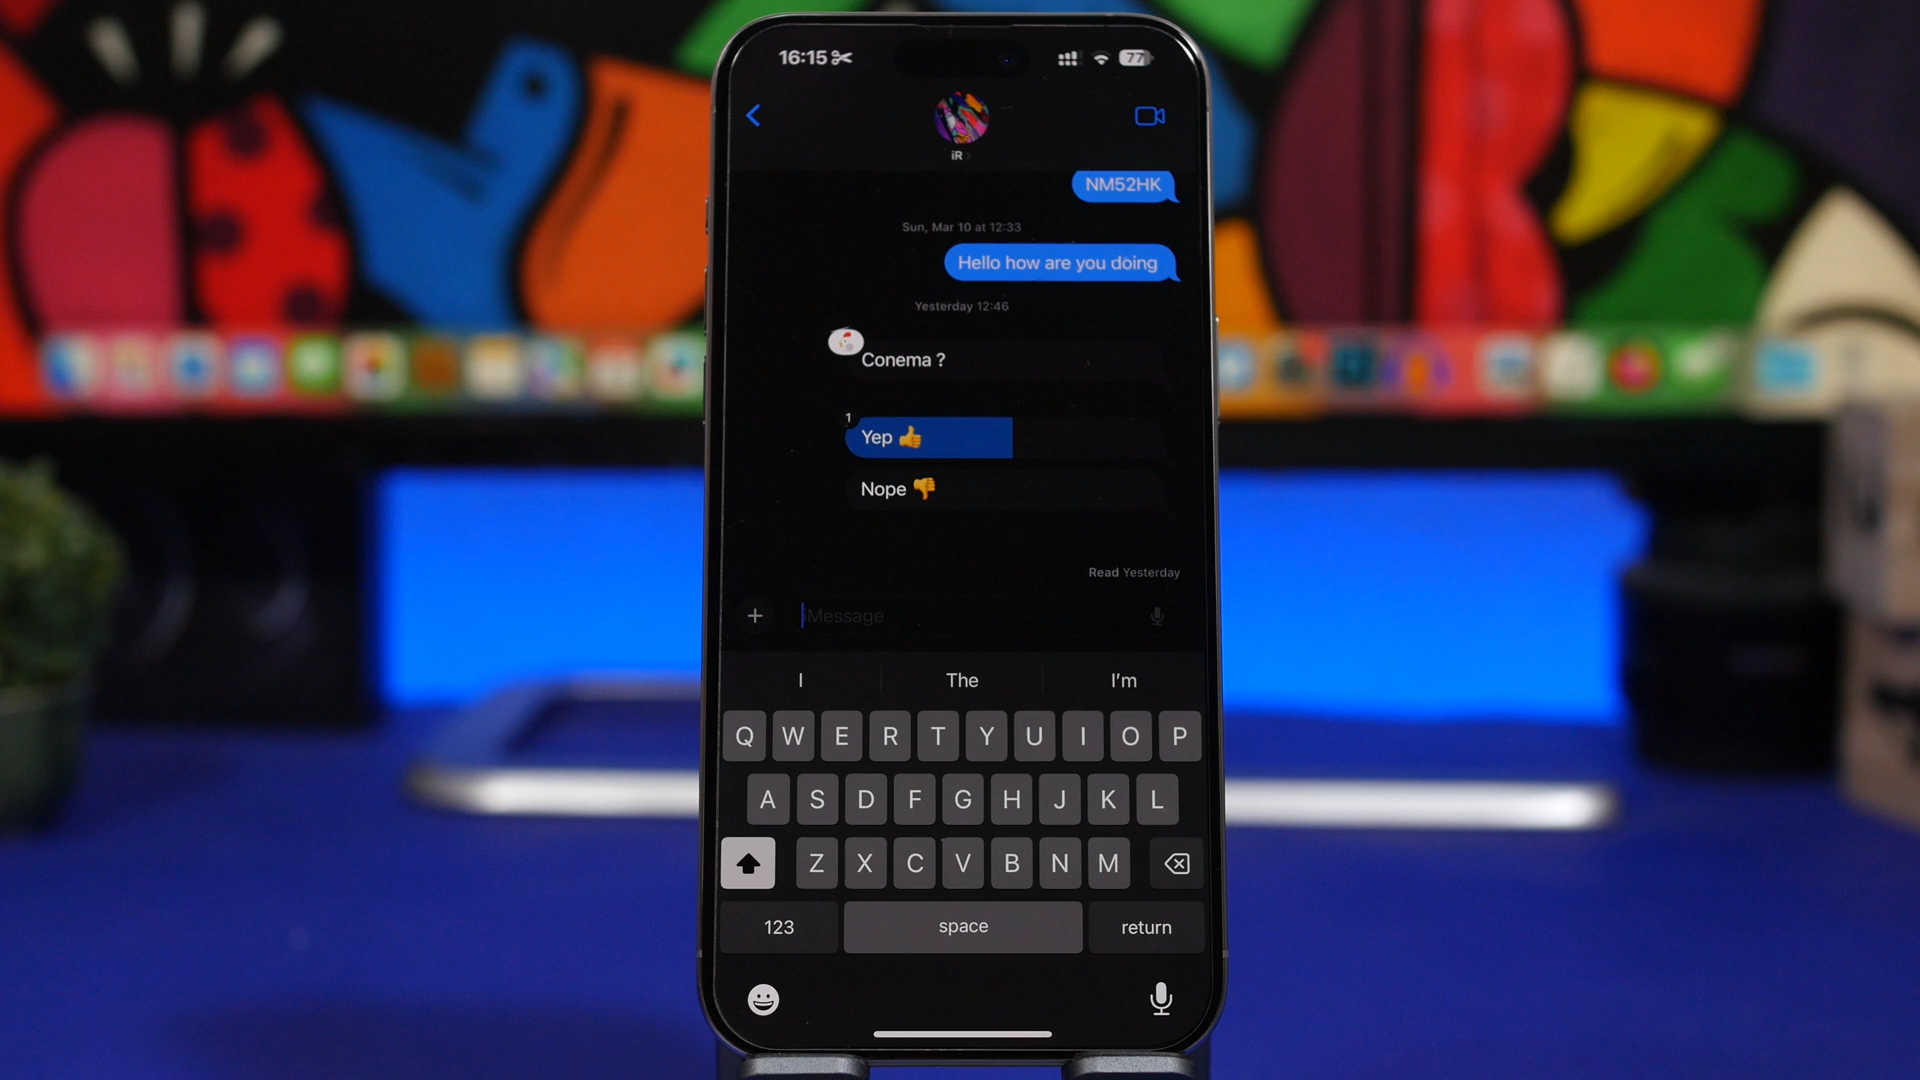 16:15
77
iR
NM52HK
Sun, Mar 10 at 12:33
Hello how are you doing
Yesterday 12:46
Conema ?
1
Yep 👍
Nope 👎
Read Yesterday
iMessage
I The I'm
Q W E R T Y U I O P
A S D F G H J K L
Z X C V B N M
123 space return